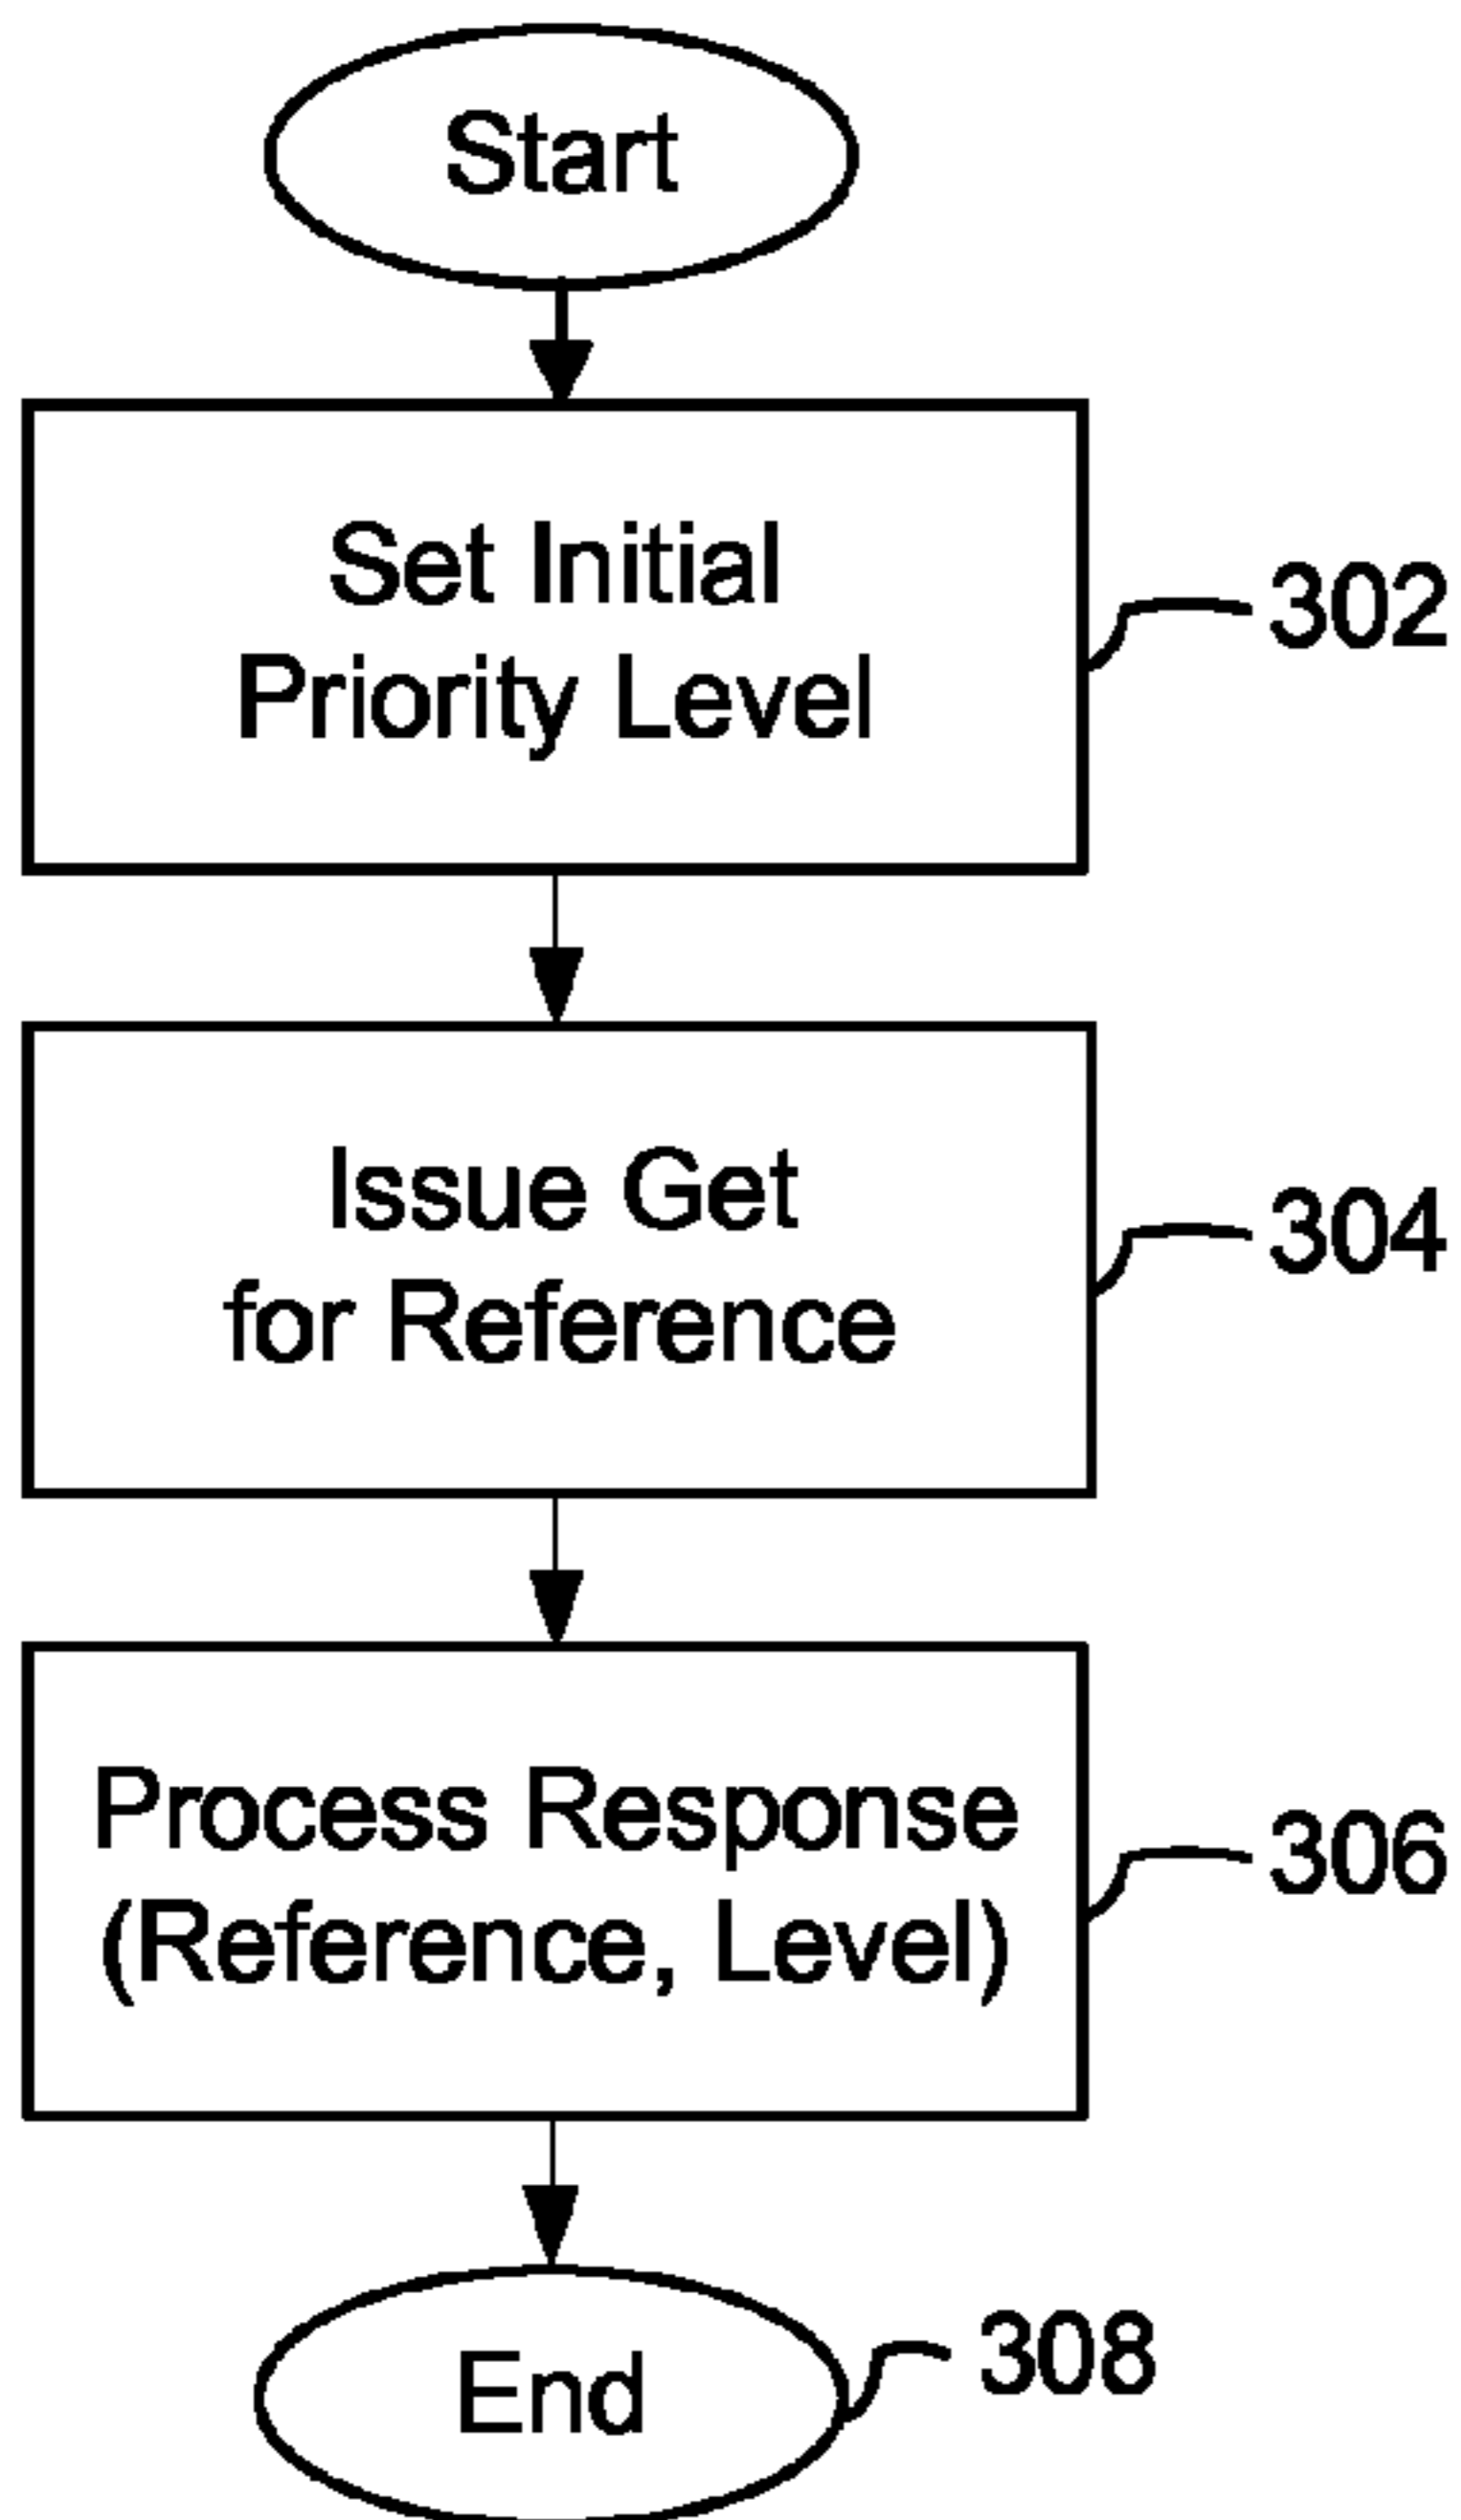 Start
Set Initial
Priority Level
302
Issue Get
for Reference
304
Process Response
(Reference, Level)
306
End
308